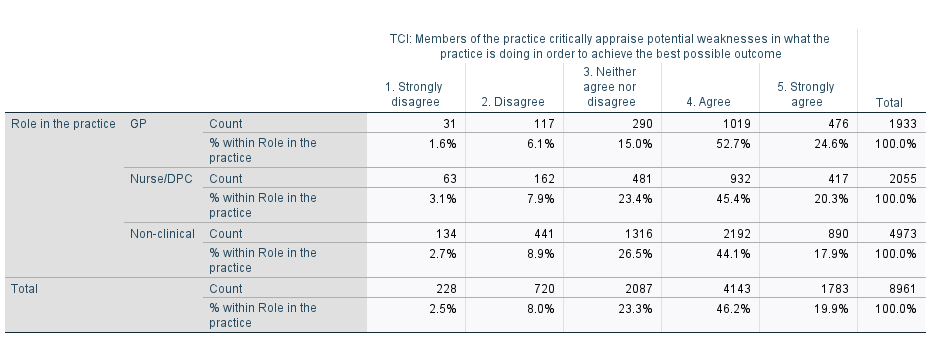 TCI: Members of the practice critically appraise potential weaknesses in what the
practice is doing in order to achieve the best possible outcome
1. Strongly disagree 2. Disagree 3. Neither agree nor disagree 4. Agree 5. Strongly agree Total
Role in the practice GP Count 31 117 290 1019 476 1933
% within Role in the practice 1.6% 6.1% 15.0% 52.7% 24.6% 100.0%
Nurse/DPC Count 63 162 481 932 417 2055
% within Role in the practice 3.1% 7.9% 23.4% 45.4% 20.3% 100.0%
Non-clinical Count 134 441 1316 2192 890 4973
% within Role in the practice 2.7% 8.9% 26.5% 44.1% 17.9% 100.0%
Total Count 228 720 2087 4143 1783 8961
% within Role in the practice 2.5% 8.0% 23.3% 46.2% 19.9% 100.0%